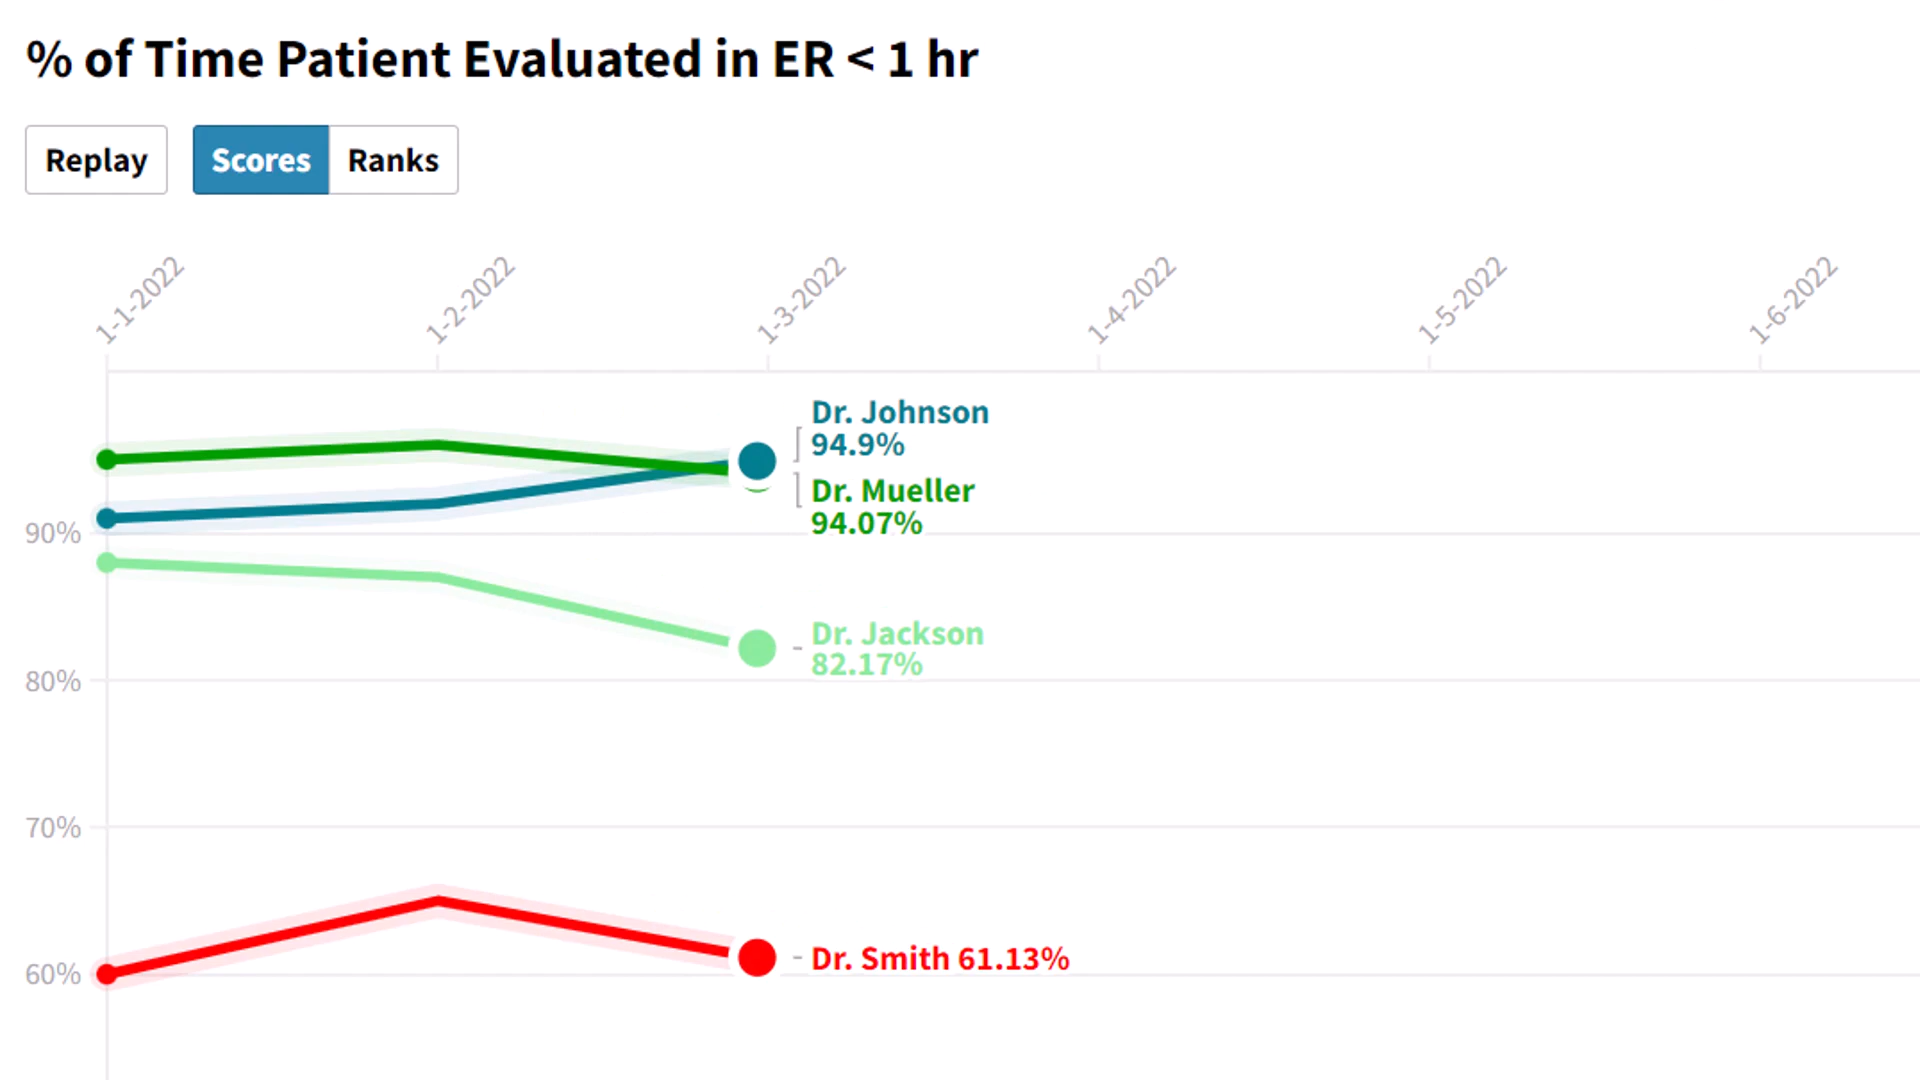 % of Time Patient Evaluated in ER < 1 hr
Replay Scores Ranks
1-1-2022 1-2-2022 1-3-2022 1-4-2022 1-5-2022 1-6-2022
Dr. Johnson
94.9%
Dr. Mueller
94.07%
90%
Dr. Jackson
82.17%
80%
70%
Dr. Smith 61.13%
60%